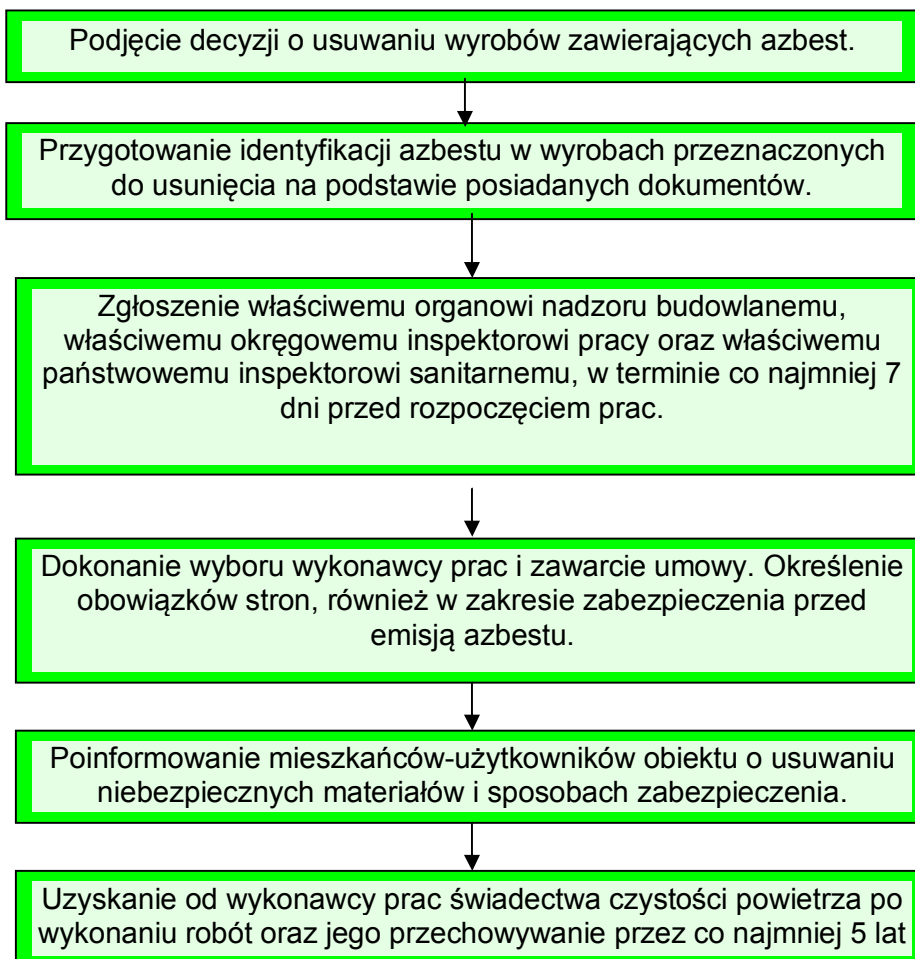 Podjęcie decyzji o usuwaniu wyrobów zawierających azbest.
Przygotowanie identyfikacji azbestu w wyrobach przeznaczonych
do usunięcia na podstawie posiadanych dokumentów.
Zgłoszenie właściwemu organowi nadzoru budowlanemu,
właściwemu okręgowemu inspektorowi pracy oraz właściwemu
państwowemu inspektorowi sanitarnemu, w terminie co najmniej 7
dni przed rozpoczęciem prac.
Dokonanie wyboru wykonawcy prac i zawarcie umowy. Określenie
obowiązków stron, również w zakresie zabezpieczenia przed
emisją azbestu.
Poinformowanie mieszkańców-użytkowników obiektu o usuwaniu
niebezpiecznych materiałów i sposobach zabezpieczenia.
Uzyskanie od wykonawcy prac świadectwa czystości powietrza po
wykonaniu robót oraz jego przechowywanie przez co najmniej 5 lat